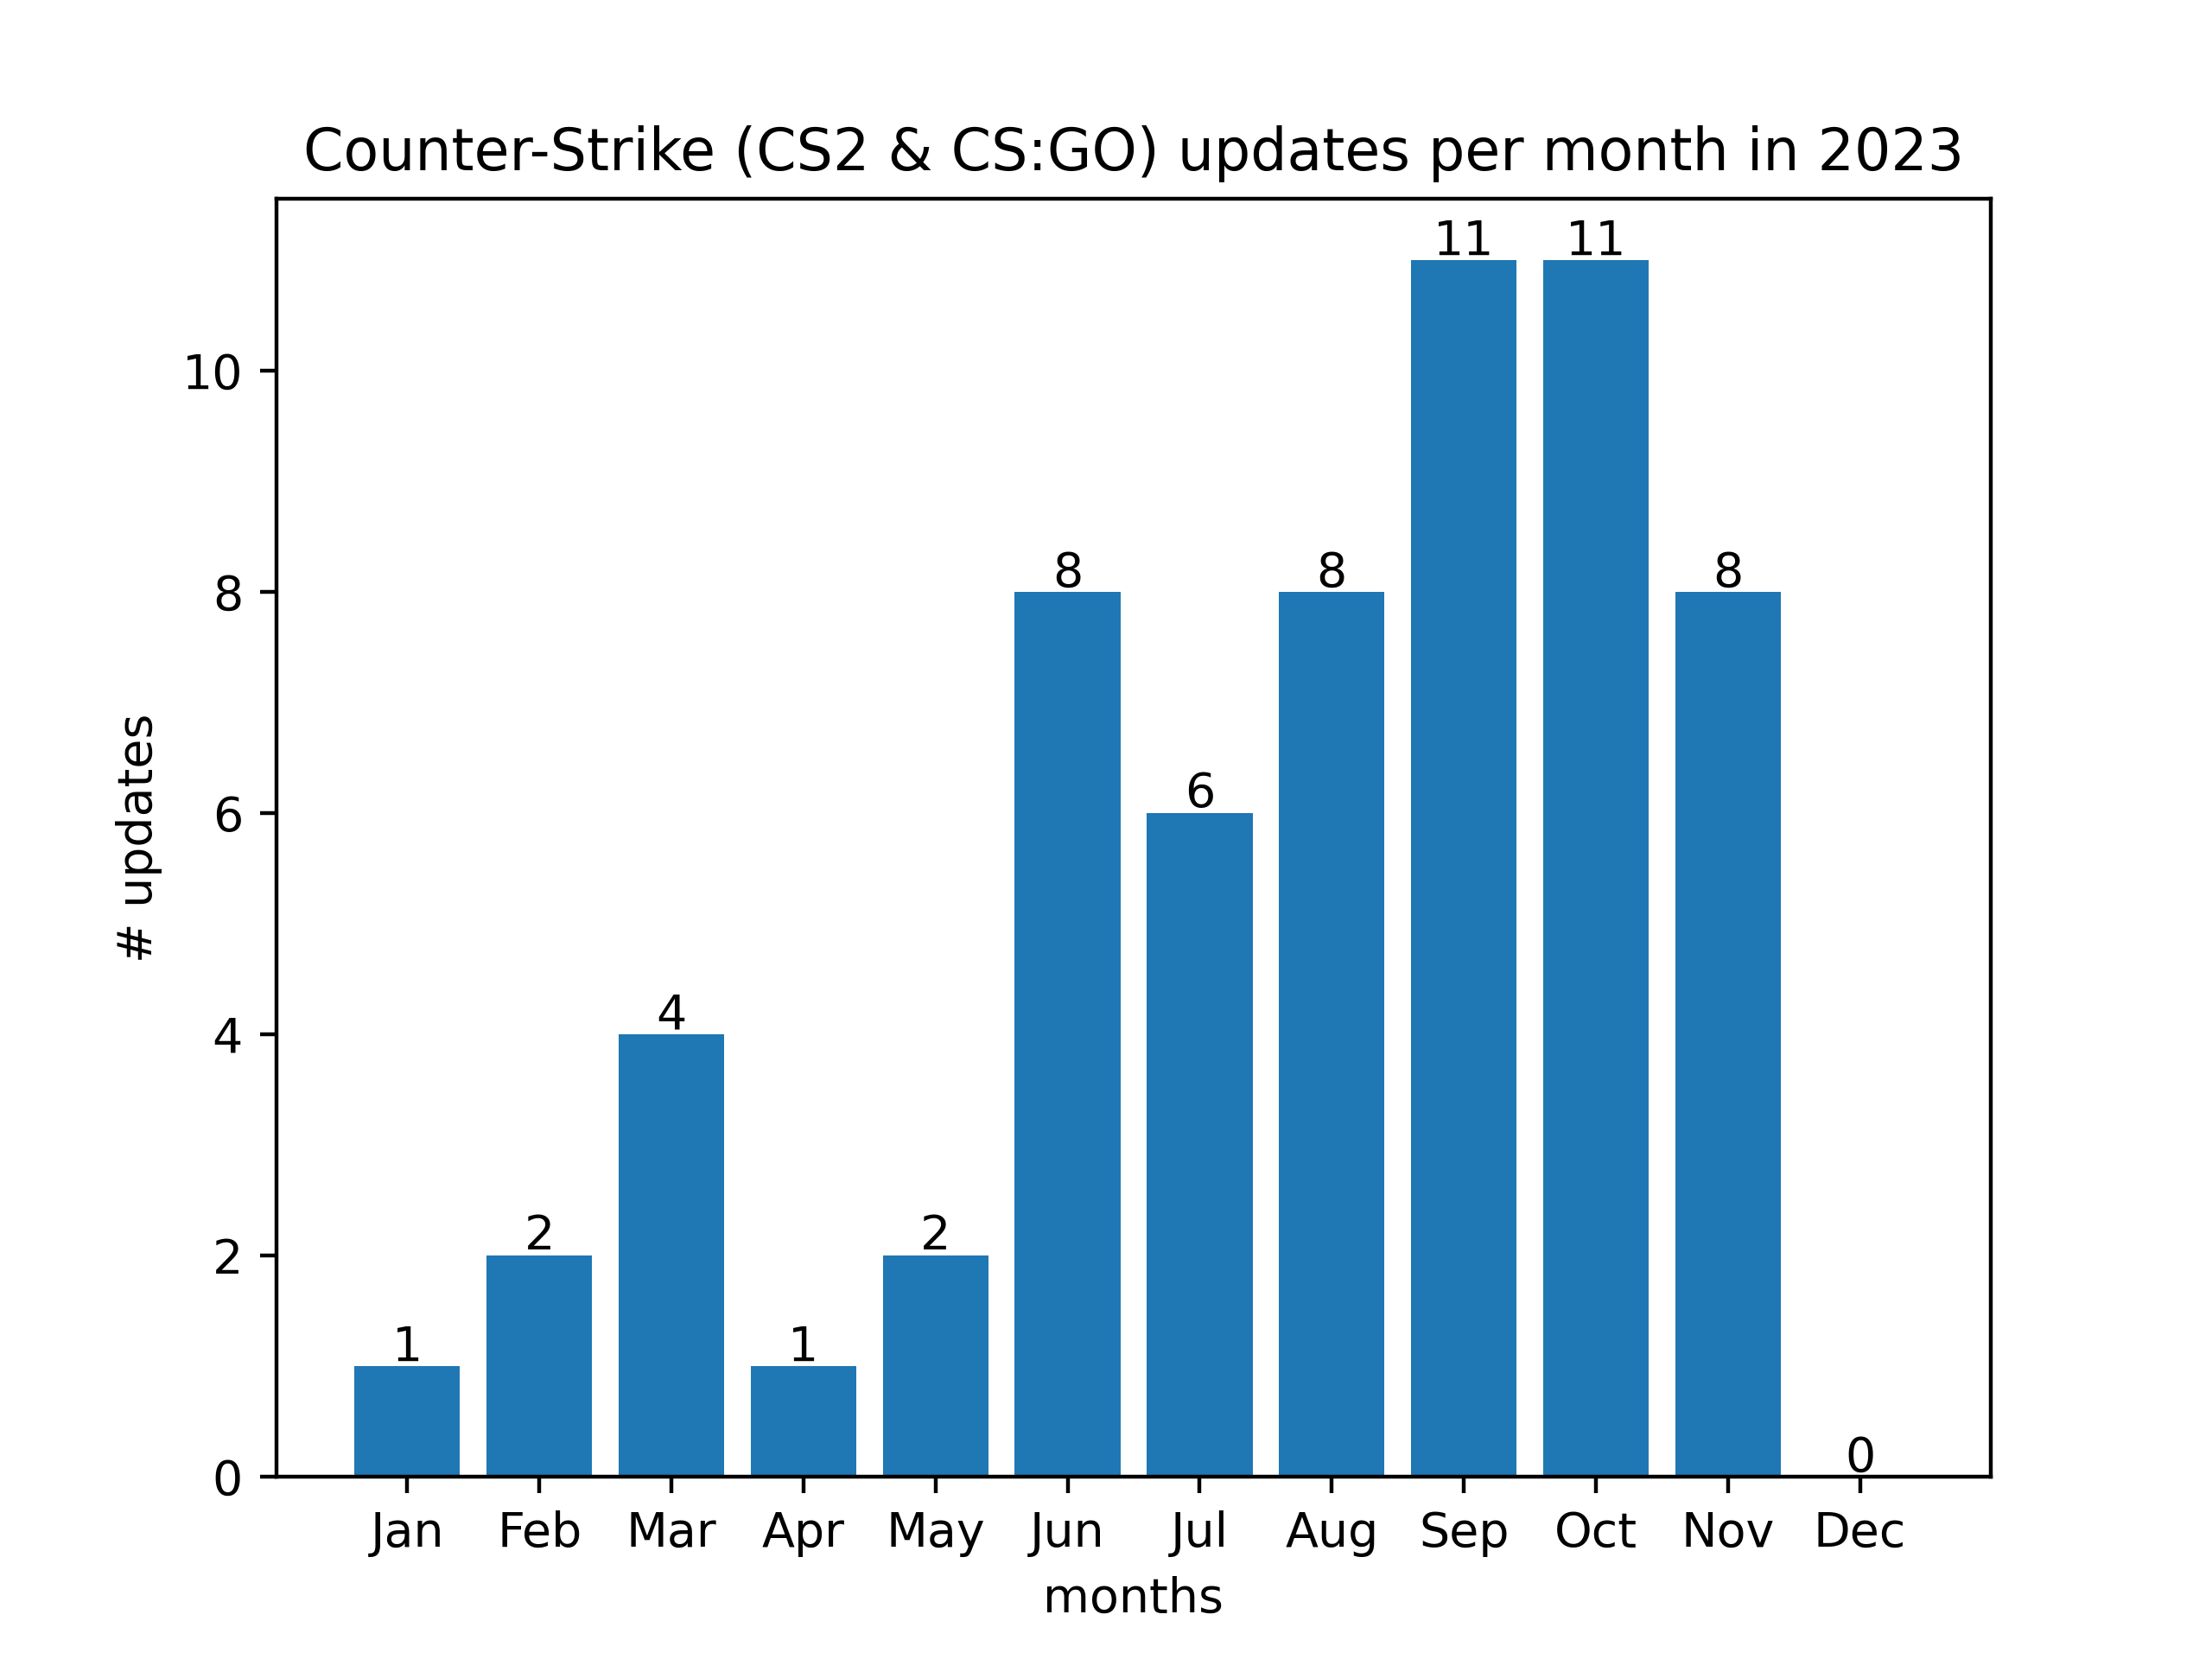 Counter-Strike (CS2 & CS:GO) updates per month in 2023
11 11
10
8 8 8
8
6
6
4
4
2 2
2
1 1
0
0
# updates
Jan Feb Mar Apr May Jun Jul Aug Sep Oct Nov Dec
months